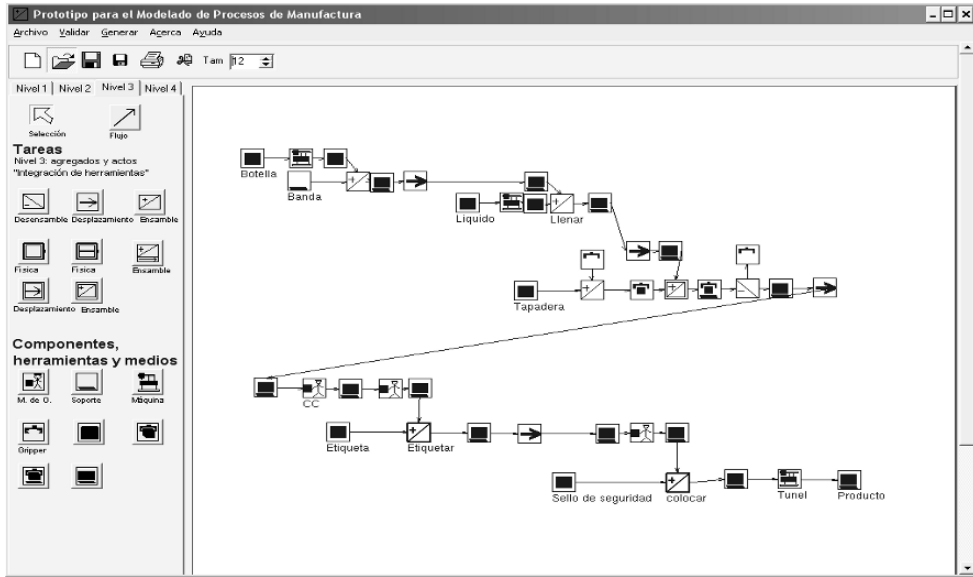 Prototipo para el Modelado de Procesos de Manufactura
Archivo Validar Generar Acerca Ayuda
Tam 12
Nivel 1 Nivel 2 Nivel 3 Nivel 4
Selección Flujo
Tareas
Nivel 3: agregados y actos
"Integración de herramientas"
Desensamble Desplazamiento Ensamble
Física Física Ensamble
Desplazamiento Ensamble
Componentes,
herramientas y medios
M. de O. Soporte Máquina
Gripper
Botella
Banda
Líquido Llenar
Tapadera
CC
Etiqueta Etiquetar
Sello de seguridad colocar Tunel Producto